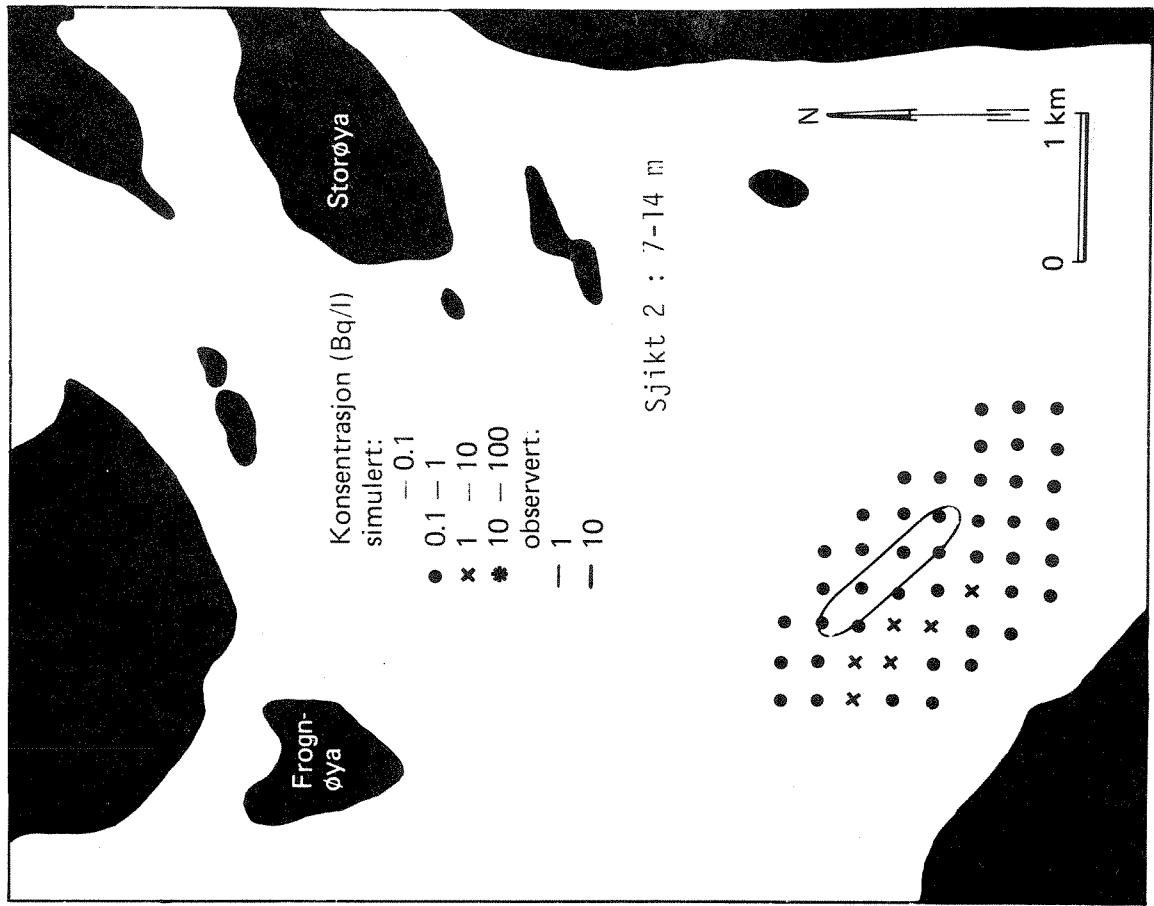 Storøya
Frogn-
øya
Konsentrasjon (Bq/l)
simulert:
— 0.1
● 0.1 — 1
× 1 — 10
✱ 10 — 100
observert:
— 1
— 10
Sjikt 2 : 7-14 m
N
0 1 km